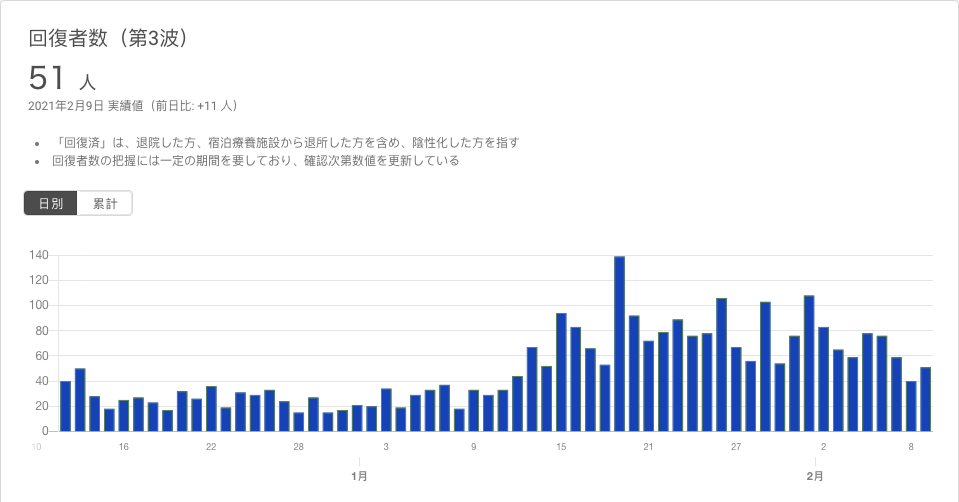 回復者数（第3波）
51 人
2021年2月9日 実績値（前日比: +11 人）
• 「回復済」は、退院した方、宿泊療養施設から退所した方を含め、陰性化した方を指す
• 回復者数の把握には一定の期間を要しており、確認次第数値を更新している
日別 累計
140
120
100
80
60
40
20
0
10 16 22 28 3 9 15 21 27 2 8
1月 2月